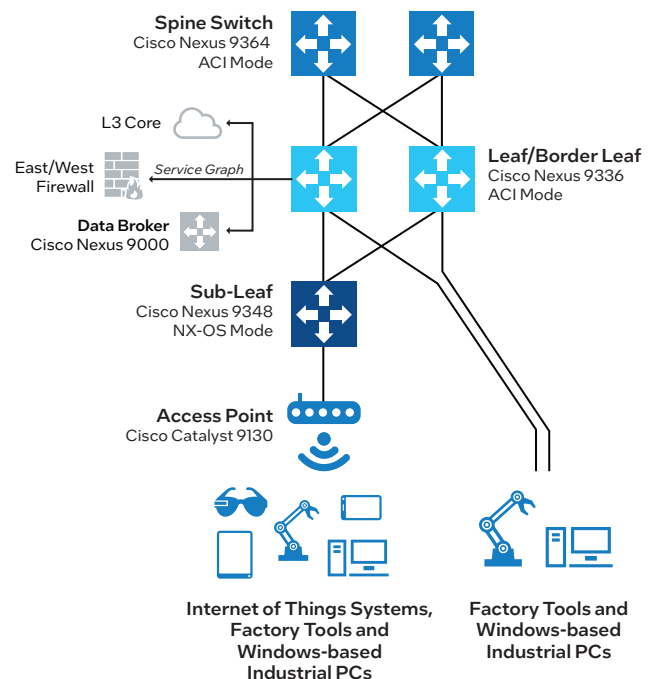 Spine Switch
Cisco Nexus 9364
ACI Mode
L3 Core
East/West
Firewall
Service Graph
Leaf/Border Leaf
Cisco Nexus 9336
ACI Mode
Data Broker
Cisco Nexus 9000
Sub-Leaf
Cisco Nexus 9348
NX-OS Mode
Access Point
Cisco Catalyst 9130
Internet of Things Systems,
Factory Tools and
Windows-based
Industrial PCs
Factory Tools and
Windows-based
Industrial PCs